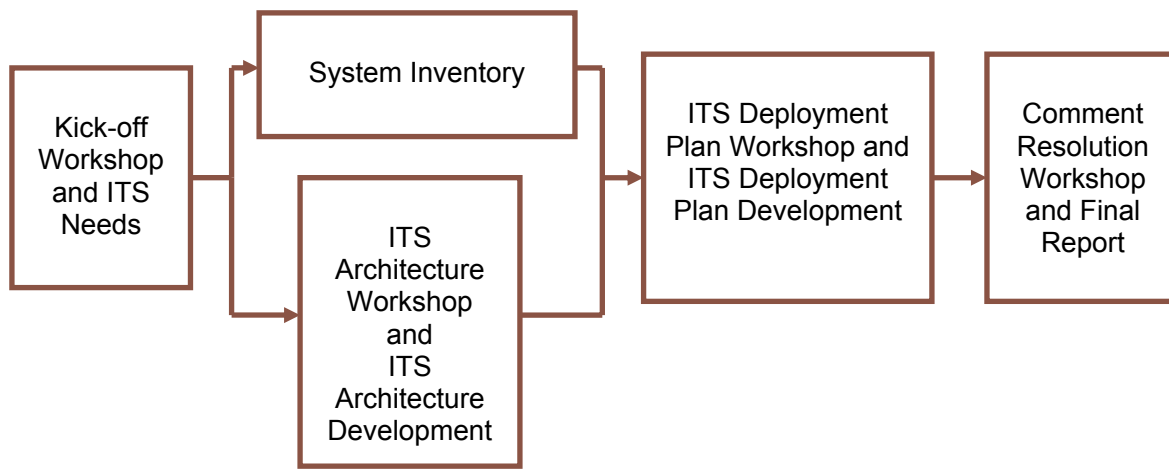 Kick-off
Workshop
and ITS
Needs
System Inventory
ITS
Architecture
Workshop
and
ITS
Architecture
Development
ITS Deployment
Plan Workshop and
ITS Deployment
Plan Development
Comment
Resolution
Workshop
and Final
Report